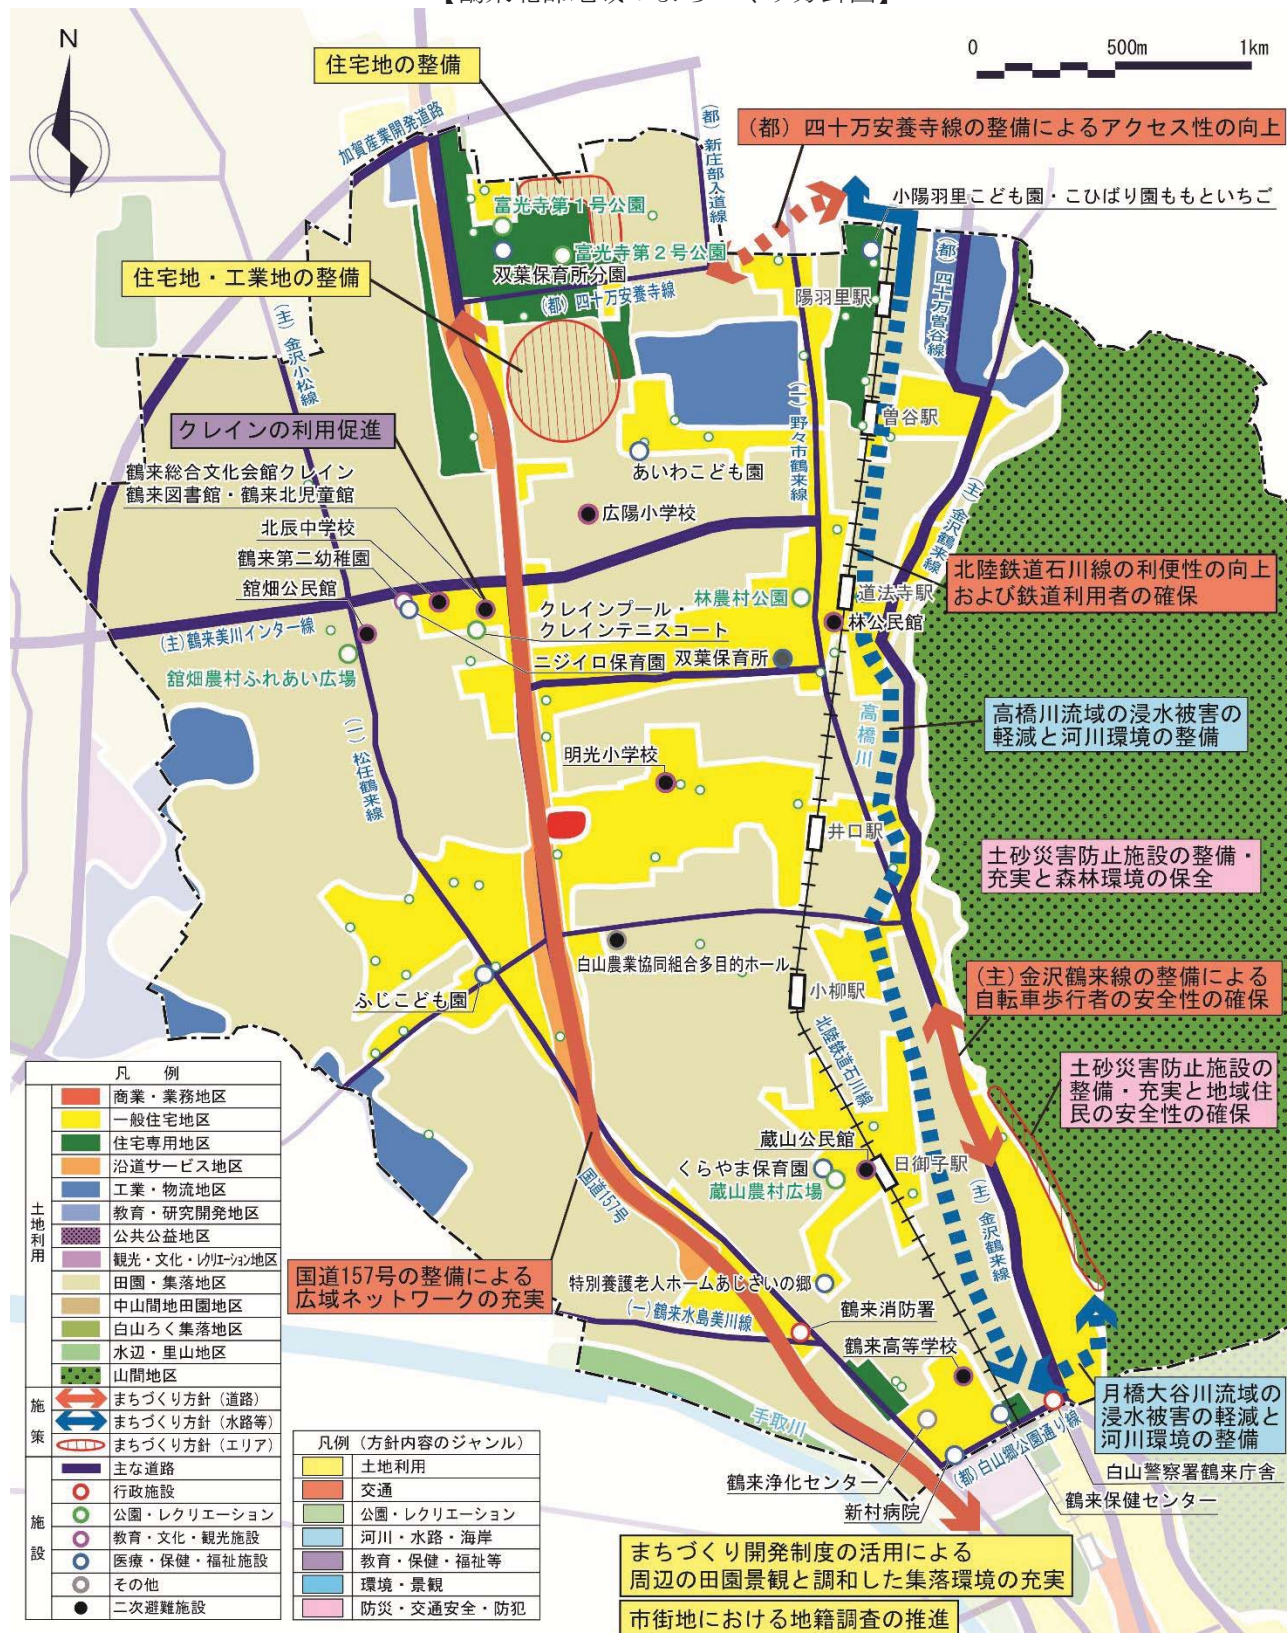 N
0 500m 1km
住宅地の整備
加賀産業開発道路
(都)新庄部入道線
(都)四十万安養寺線の整備によるアクセス性の向上
小陽羽里こども園・こひばり園ももといちご
富光寺第1号公園
富光寺第2号公園
双葉保育所分園
(都)四十万安養寺線
住宅地・工業地の整備
(主)金沢小松線
陽羽里駅
(都)四十万曽谷線
曽谷駅
(一)野々市鶴来線
クレインの利用促進
鶴来総合文化会館クレイン
鶴来図書館・鶴来北児童館
あいわこども園
広陽小学校
北辰中学校
鶴来第二幼稚園
舘畑公民館
(主)金沢鶴来線
北陸鉄道石川線の利便性の向上
および鉄道利用者の確保
道法寺駅
林農村公園
林公民館
クレインプール・
クレインテニスコート
(主)鶴来美川インター線
ニジイロ保育園
双葉保育所
舘畑農村ふれあい広場
高橋川
高橋川流域の浸水被害の
軽減と河川環境の整備
(一)松任鶴来線
明光小学校
井口駅
土砂災害防止施設の整備・
充実と森林環境の保全
白山農業協同組合多目的ホール
ふじこども園
小柳駅
(主)金沢鶴来線の整備による
自転車歩行者の安全性の確保
北陸鉄道石川線
土砂災害防止施設の
整備・充実と地域住
民の安全性の確保
蔵山公民館
くらやま保育園
蔵山農村広場
日御子駅
(主)金沢鶴来線
国道157号
国道157号の整備による
広域ネットワークの充実
特別養護老人ホームあじさいの郷
(一)鶴来水島美川線
鶴来消防署
鶴来高等学校
手取川
月橋大谷川流域の
浸水被害の軽減と
河川環境の整備
(都)白山郷公園通り線
白山警察署鶴来庁舎
鶴来浄化センター
新村病院
鶴来保健センター
まちづくり開発制度の活用による
周辺の田園景観と調和した集落環境の充実
市街地における地籍調査の推進
凡 例
土地利用
商業・業務地区
一般住宅地区
住宅専用地区
沿道サービス地区
工業・物流地区
教育・研究開発地区
公共公益地区
観光・文化・レクリエーション地区
田園・集落地区
中山間地田園地区
白山ろく集落地区
水辺・里山地区
山間地区
施策
まちづくり方針(道路)
まちづくり方針(水路等)
まちづくり方針(エリア)
施設
主な道路
行政施設
公園・レクリエーション
教育・文化・観光施設
医療・保健・福祉施設
その他
二次避難施設
凡例(方針内容のジャンル)
土地利用
交通
公園・レクリエーション
河川・水路・海岸
教育・保健・福祉等
環境・景観
防災・交通安全・防犯